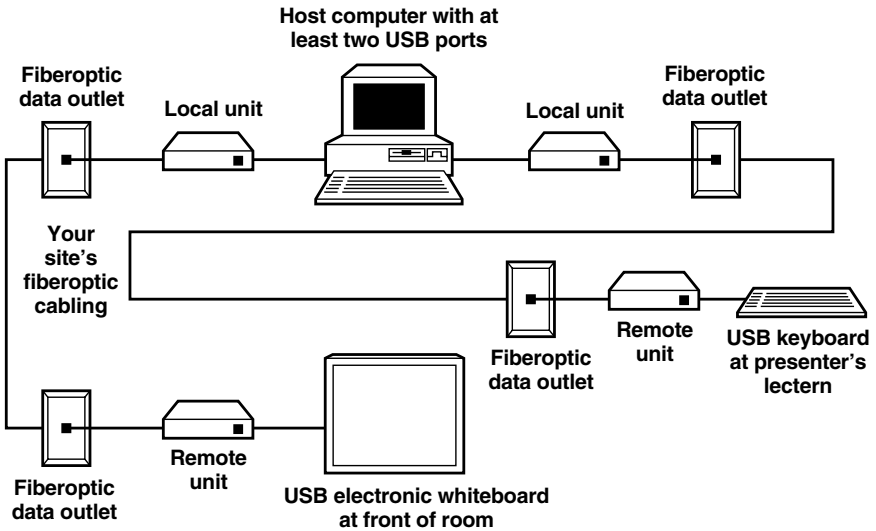 Host computer with at
least two USB ports
Fiberoptic
data outlet
Local unit
Local unit
Fiberoptic
data outlet
Your
site's
fiberoptic
cabling
Fiberoptic
data outlet
Remote
unit
USB keyboard
at presenter's
lectern
Fiberoptic
data outlet
Remote
unit
USB electronic whiteboard
at front of room